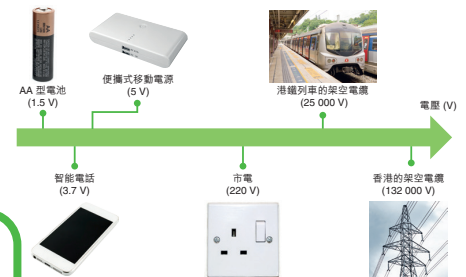 AA 型電池
(1.5 V)
便攜式移動電源
(5 V)
港鐵列車的架空電纜
(25 000 V)
電壓 (V)
智能電話
(3.7 V)
市電
(220 V)
香港的架空電纜
(132 000 V)